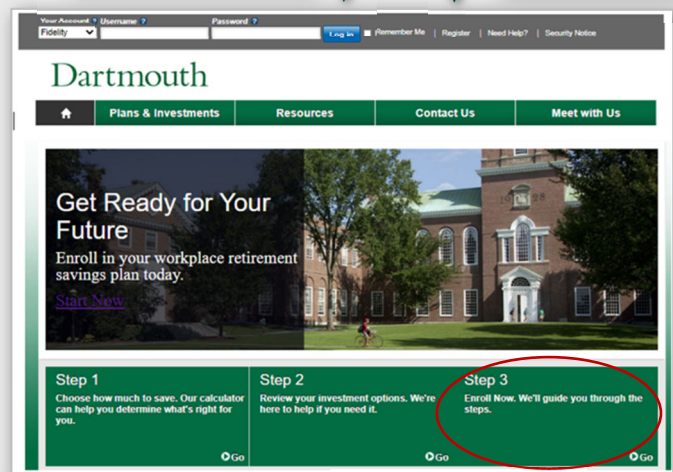 Your Account ? Username ? Password ?
Fidelity Log in Remember Me | Register | Need Help? | Security Notice
Dartmouth
Plans & Investments Resources Contact Us Meet with Us
Get Ready for Your
Future
Enroll in your workplace retirement
savings plan today.
Start Now
1928
Step 1
Choose how much to save. Our calculator
can help you determine what's right for
you.
Go
Step 2
Review your investment options. We're
here to help if you need it.
Go
Step 3
Enroll Now. We'll guide you through the
steps.
Go